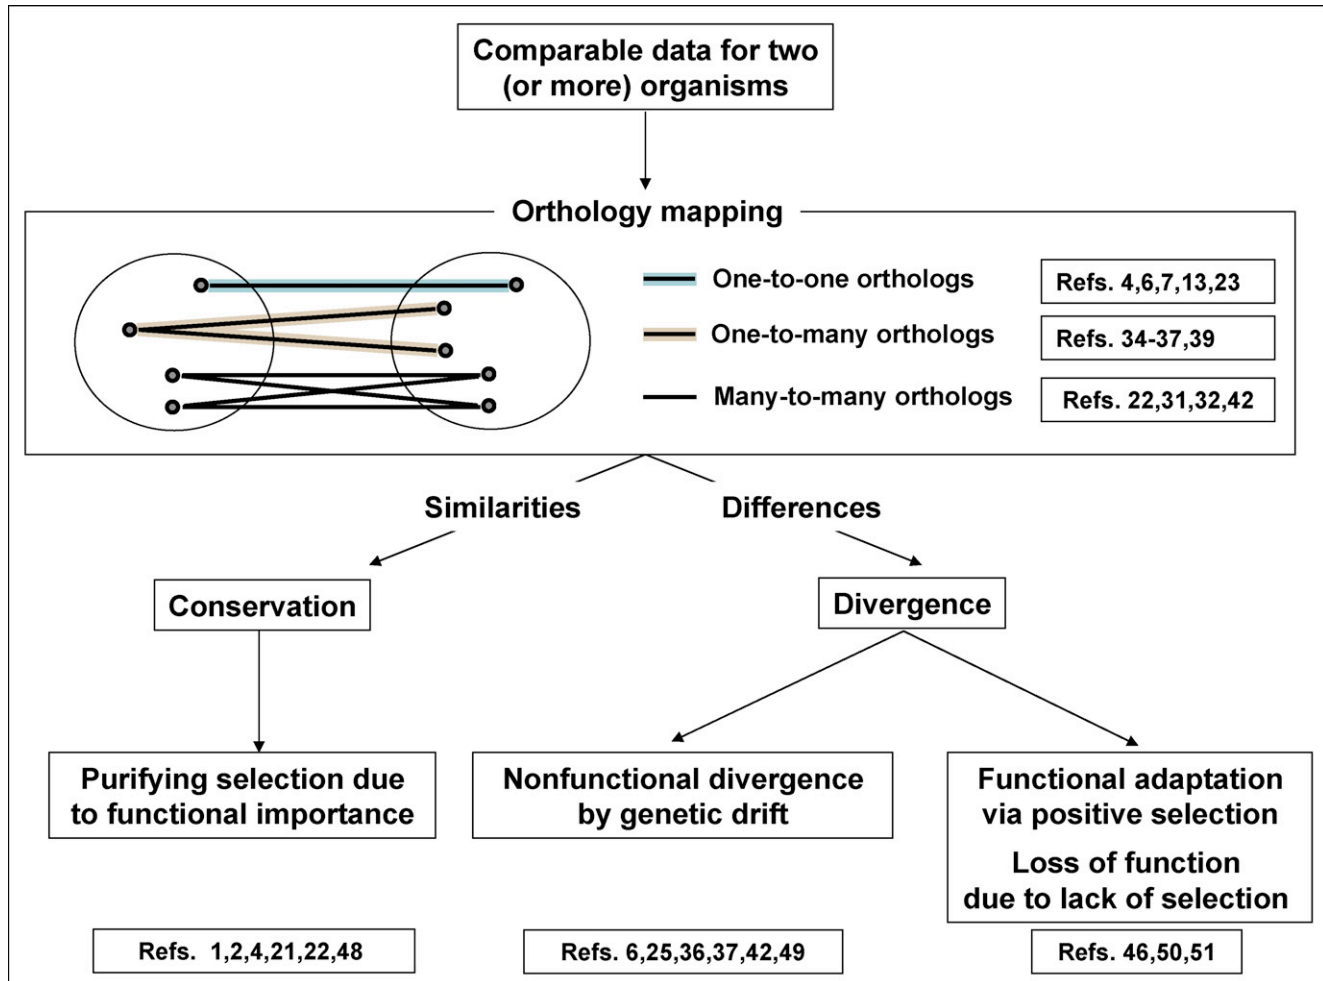 Comparable data for two
(or more) organisms
Orthology mapping
One-to-one orthologs
Refs. 4,6,7,13,23
One-to-many orthologs
Refs. 34-37,39
Many-to-many orthologs
Refs. 22,31,32,42
Similarities
Differences
Conservation
Divergence
Purifying selection due
to functional importance
Nonfunctional divergence
by genetic drift
Functional adaptation
via positive selection
Loss of function
due to lack of selection
Refs. 1,2,4,21,22,48
Refs. 6,25,36,37,42,49
Refs. 46,50,51